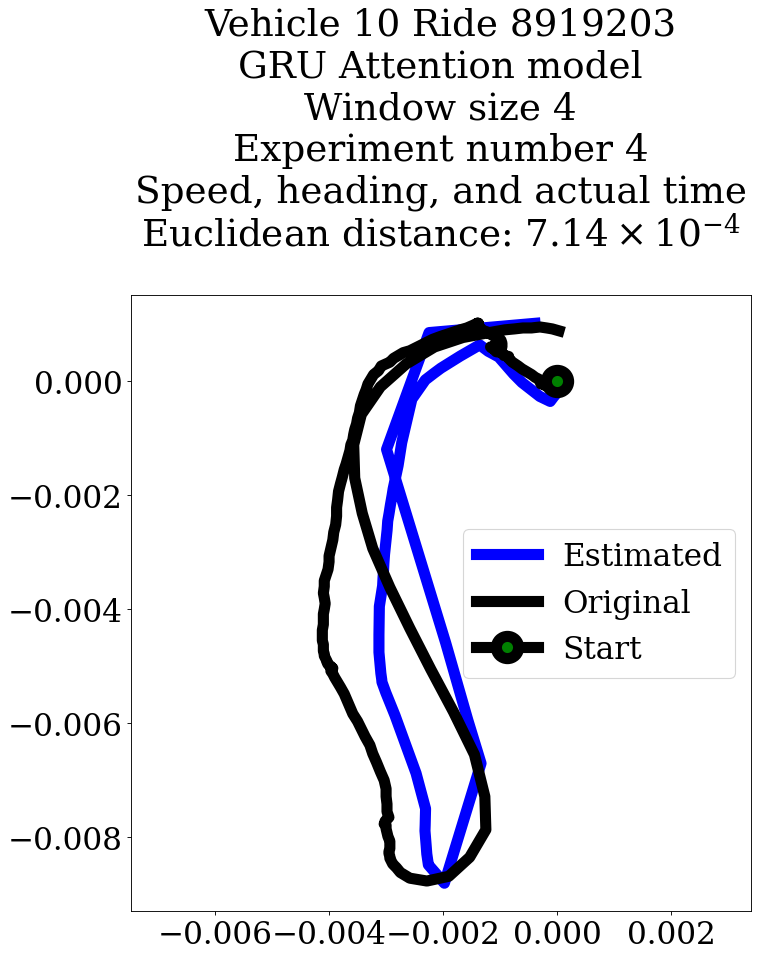 Vehicle 10 Ride 8919203
GRU Attention model
Window size 4
Experiment number 4
Speed, heading, and actual time
Euclidean distance: 7.14 × 10⁻⁴
0.000
−0.002
−0.004
−0.006
−0.008
Estimated
Original
Start
−0.006 −0.004 −0.002 0.000 0.002